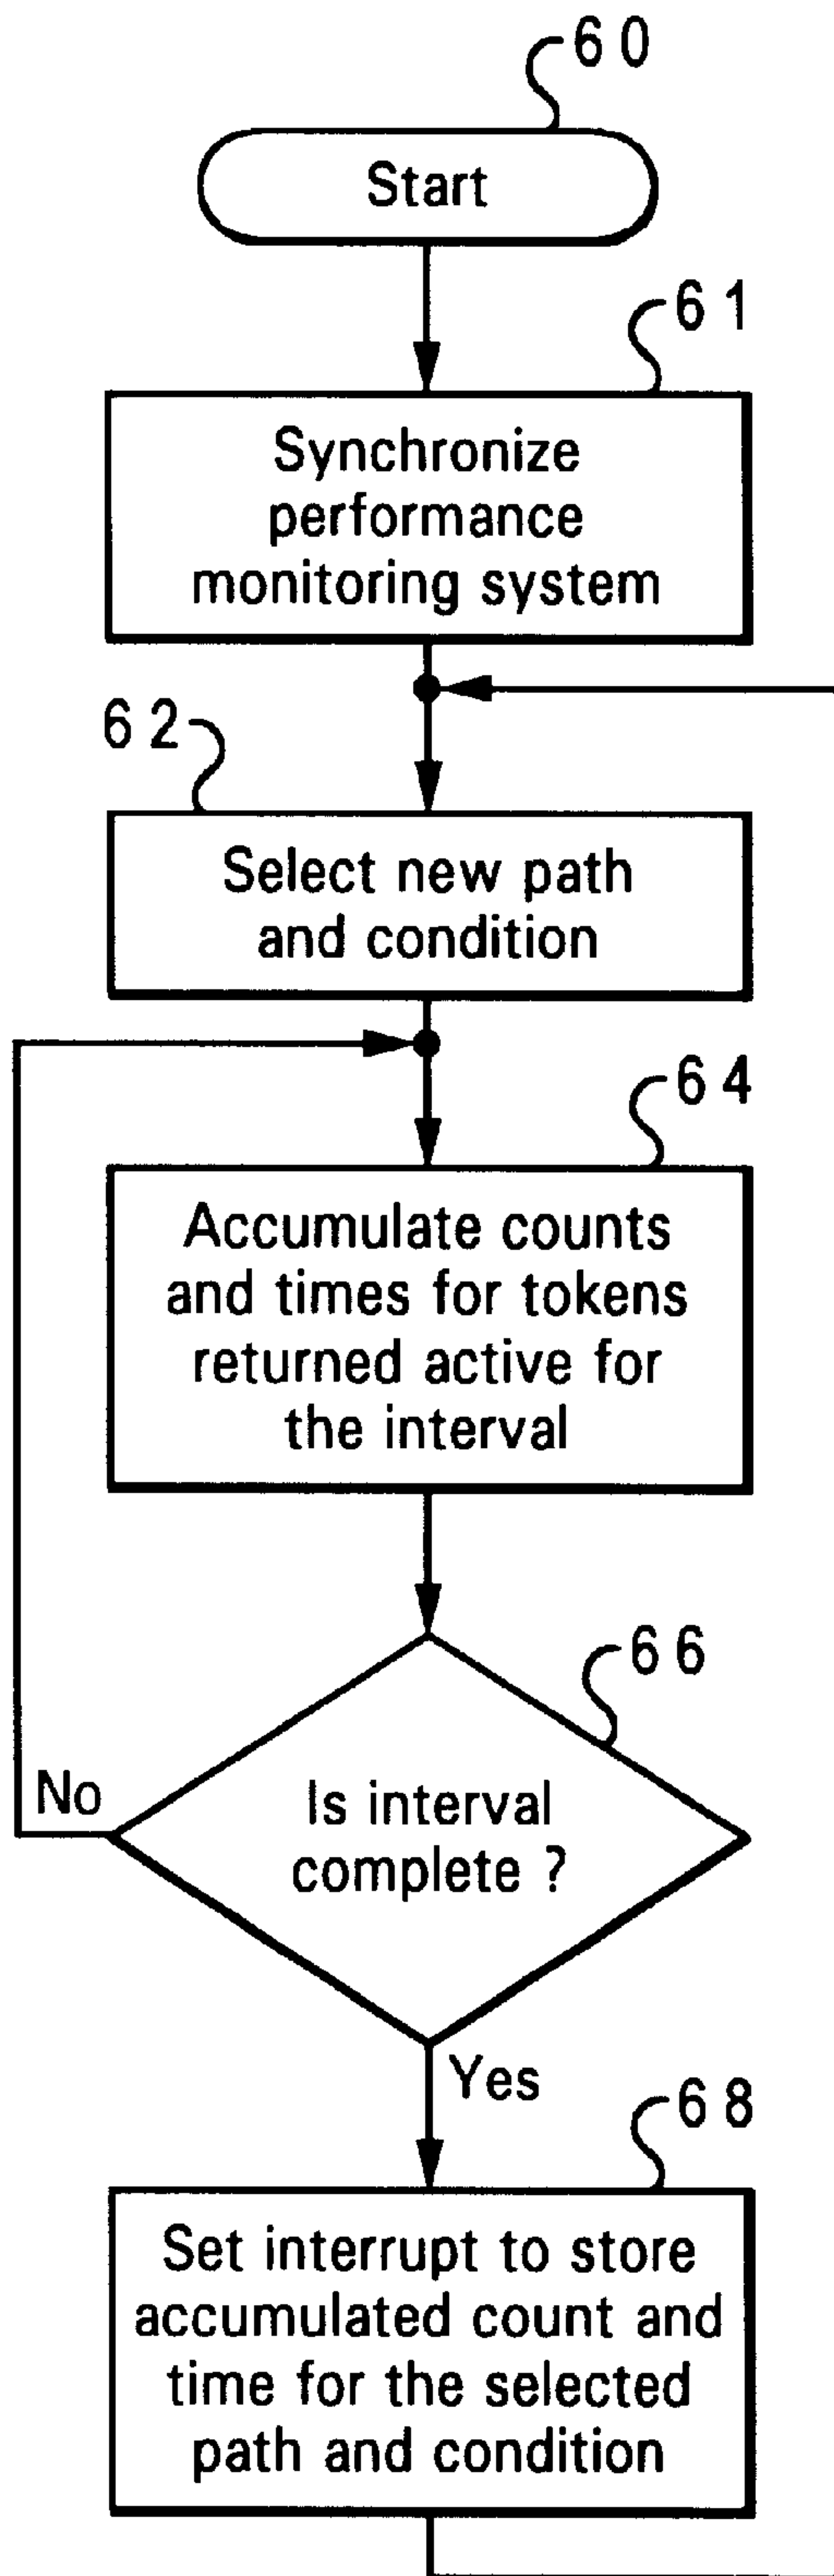 60
Start
61
Synchronize
performance
monitoring system
62
Select new path
and condition
64
Accumulate counts
and times for tokens
returned active for
the interval
66
No
Is interval
complete ?
Yes
68
Set interrupt to store
accumulated count and
time for the selected
path and condition